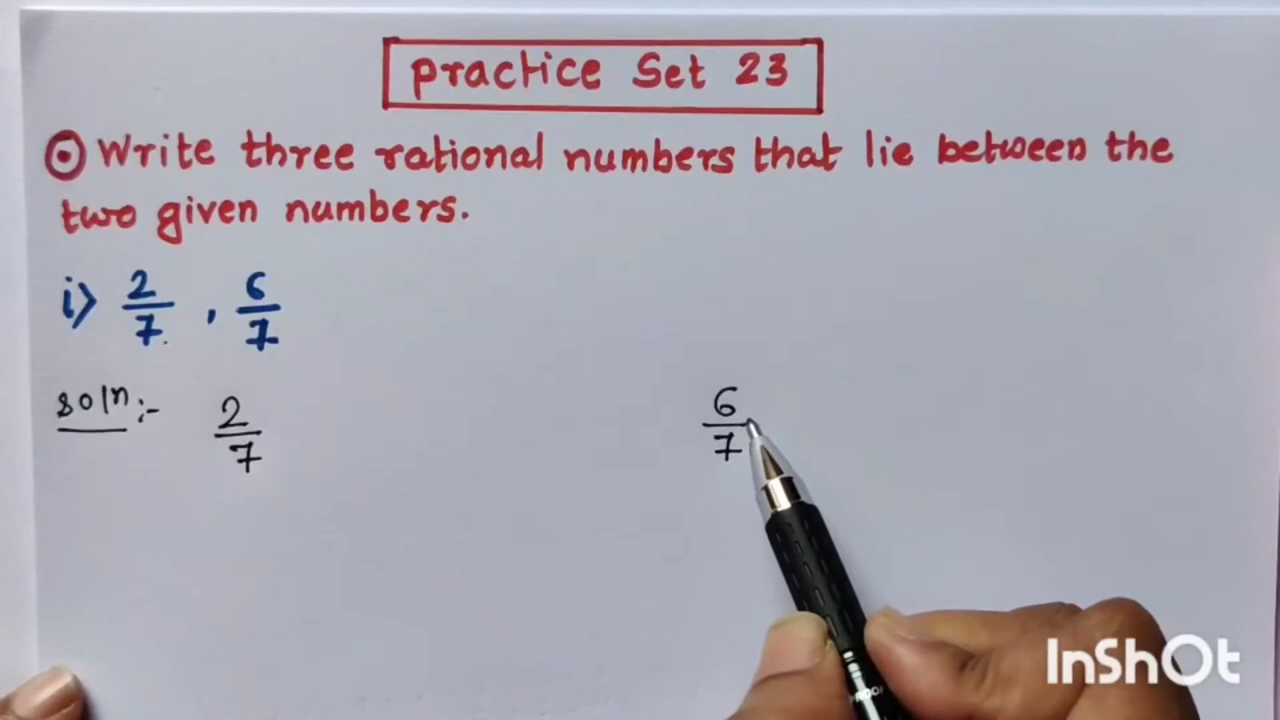 Practice Set 23
⊙ Write three rational numbers that lie between the
two given numbers.
i) 2/7 , 6/7
soln :- 2/7 6/7
InShOt